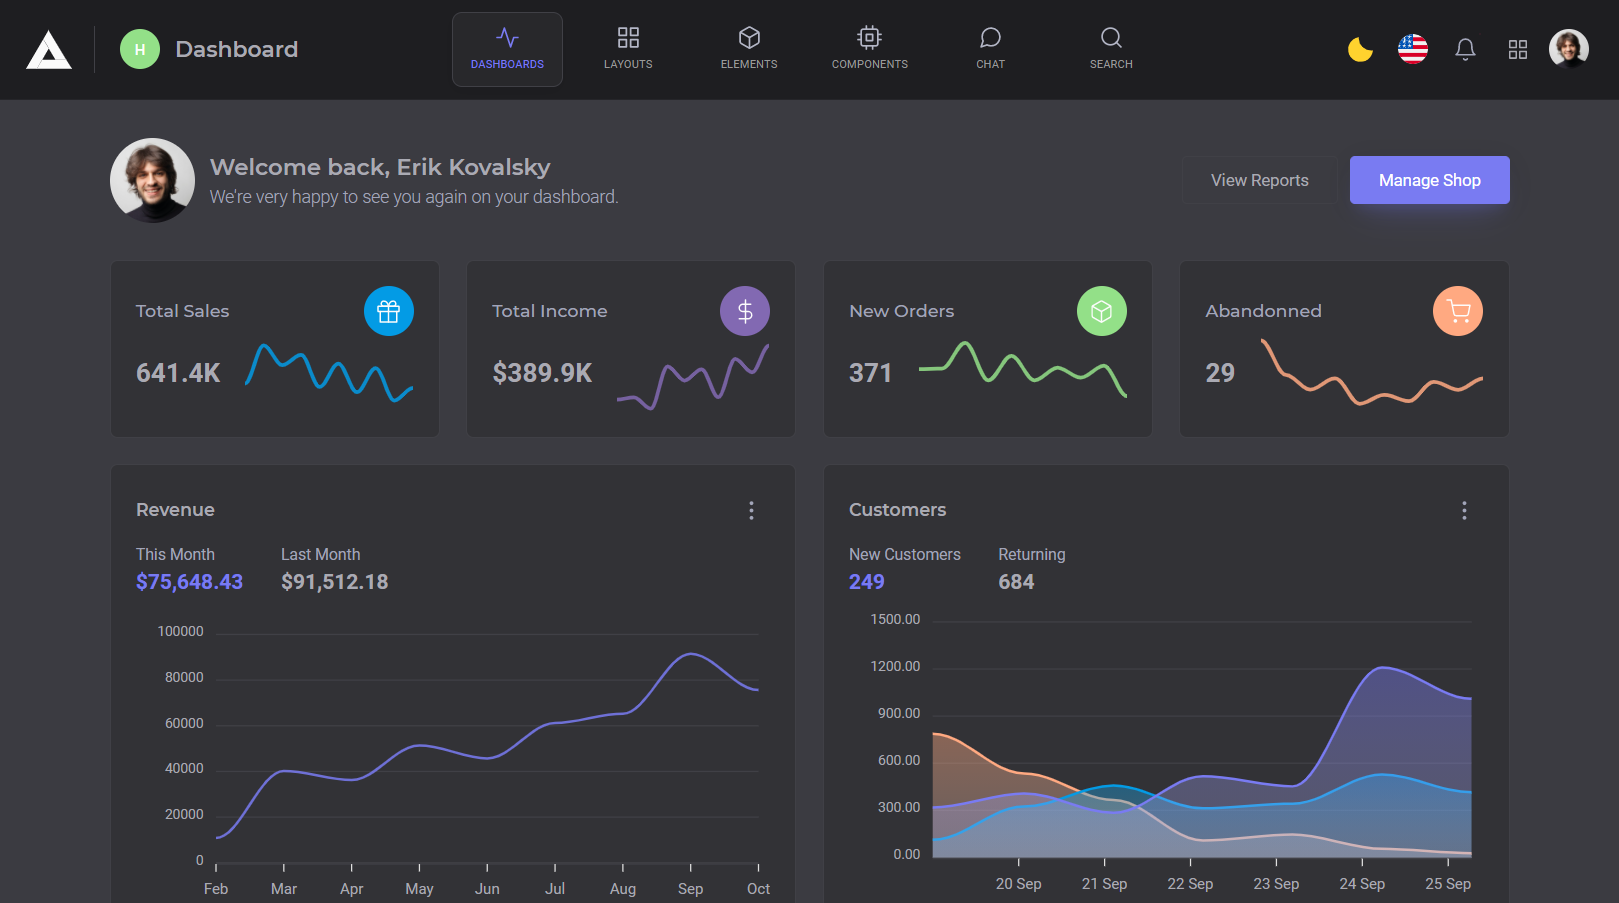 H
Dashboard
DASHBOARDS
LAYOUTS
ELEMENTS
COMPONENTS
CHAT
SEARCH
Welcome back, Erik Kovalsky
We're very happy to see you again on your dashboard.
View Reports
Manage Shop
Total Sales
641.4K
Total Income
$389.9K
New Orders
371
Abandonned
29
Revenue
This Month
$75,648.43
Last Month
$91,512.18
100000
80000
60000
40000
20000
0
Feb Mar Apr May Jun Jul Aug Sep Oct
Customers
New Customers
249
Returning
684
1500.00
1200.00
900.00
600.00
300.00
0.00
20 Sep 21 Sep 22 Sep 23 Sep 24 Sep 25 Sep